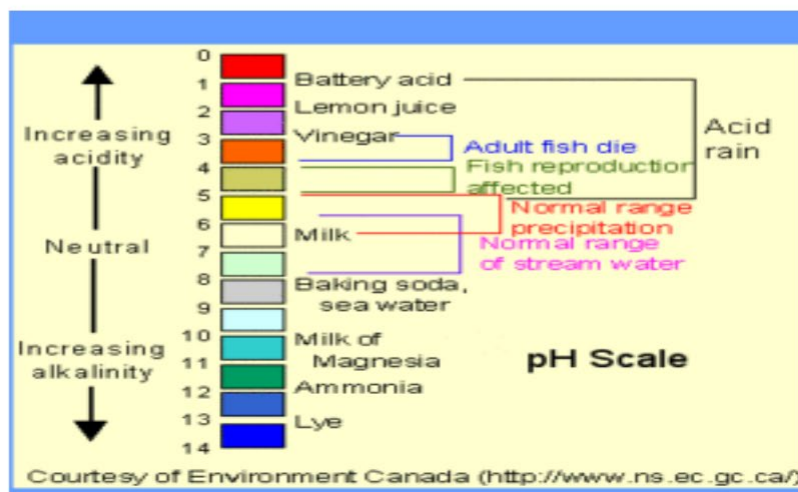 0
1
2
3
4
5
6
7
8
9
10
11
12
13
14
Increasing
acidity
Neutral
Increasing
alkalinity
Battery acid
Lemon juice
Vinegar
Milk
Baking soda,
sea water
Milk of
Magnesia
Ammonia
Lye
Adult fish die
Fish reproduction
affected
Normal range
precipitation
Normal range
of stream water
Acid
rain
pH Scale
Courtesy of Environment Canada (http://www.ns.ec.gc.ca/)